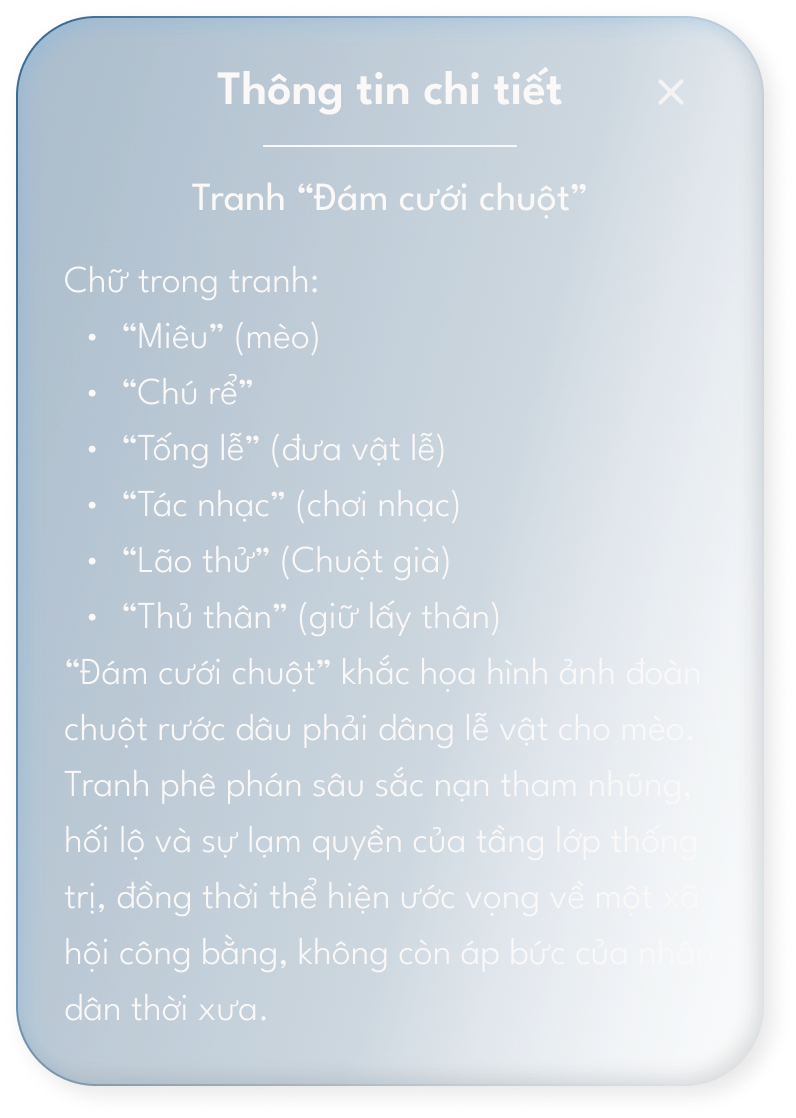 Thông tin chi tiết
Tranh “Đám cưới chuột”
Chữ trong tranh:
• “Miêu” (mèo)
• “Chú rể”
• “Tống lễ” (đưa vật lễ)
• “Tác nhạc” (chơi nhạc)
• “Lão thử” (Chuột già)
• “Thủ thân” (giữ lấy thân)
“Đám cưới chuột” khắc họa hình ảnh đoàn
chuột rước dâu phải dâng lễ vật cho mèo.
Tranh phê phán sâu sắc nạn tham nhũng,
hối lộ và sự lạm quyền của tầng lớp thống
trị, đồng thời thể hiện ước vọng về một xã
hội công bằng, không còn áp bức của nhân
dân thời xưa.